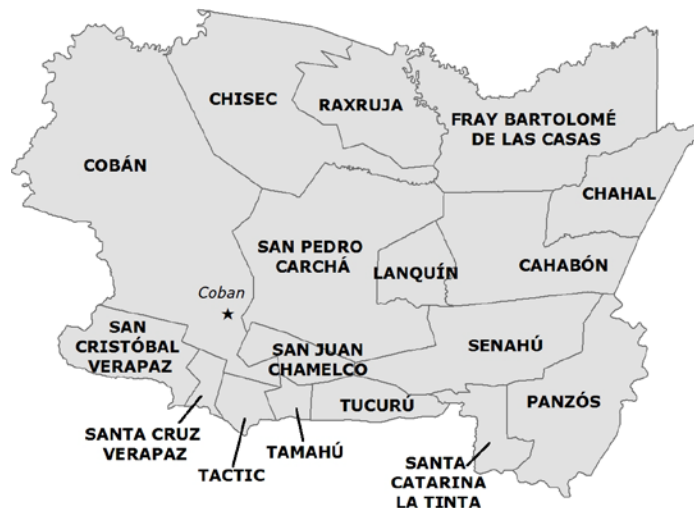 CHISEC
RAXRUJA
FRAY BARTOLOMÉ
DE LAS CASAS
COBÁN
CHAHAL
SAN PEDRO
CARCHÁ
LANQUÍN
CAHABÓN
Coban
SAN
CRISTÓBAL
VERAPAZ
SAN JUAN
CHAMELCO
SENAHÚ
TUCURÚ
PANZÓS
SANTA CRUZ
VERAPAZ
TACTIC
TAMAHÚ
SANTA
CATARINA
LA TINTA